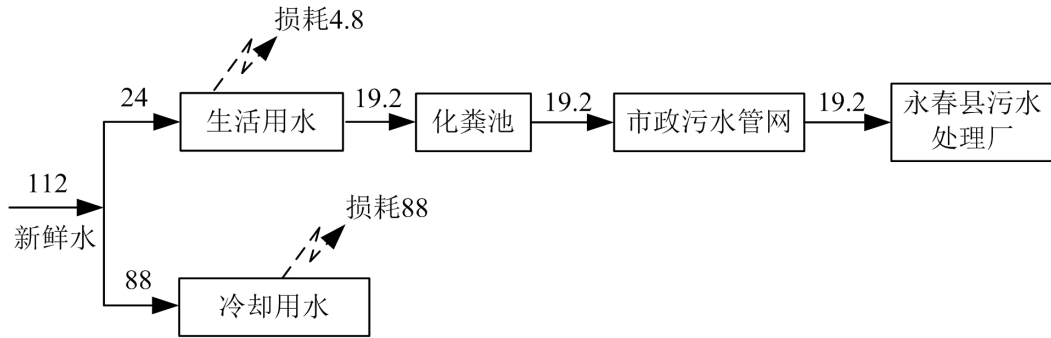 损耗4.8
24
生活用水
19.2
化粪池
19.2
市政污水管网
19.2
永春县污水
处理厂
112
新鲜水
损耗88
88
冷却用水